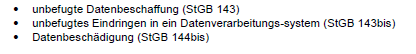 • unbefugte Datenbeschaffung (StGB 143)
• unbefugtes Eindringen in ein Datenverarbeitungs-system (StGB 143bis)
• Datenbeschädigung (StGB 144bis)